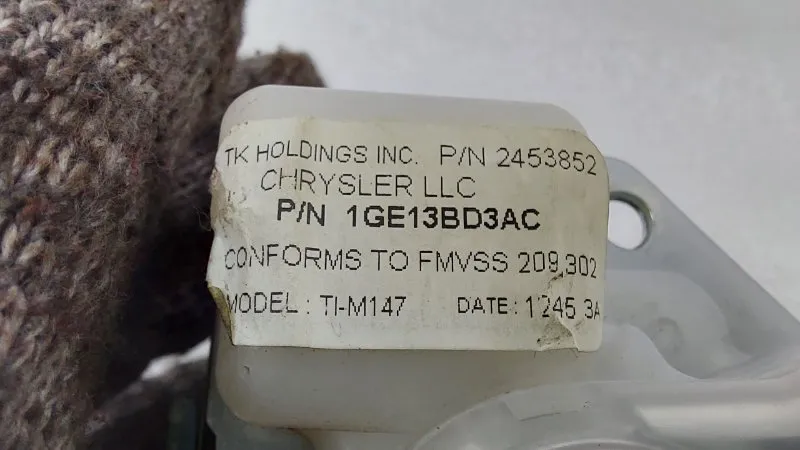 TK HOLDINGS INC. P/N 2453852
CHRYSLER LLC
P/N 1GE13BD3AC
CONFORMS TO FMVSS 209,302
MODEL : TI-M147 DATE : 1245 3A